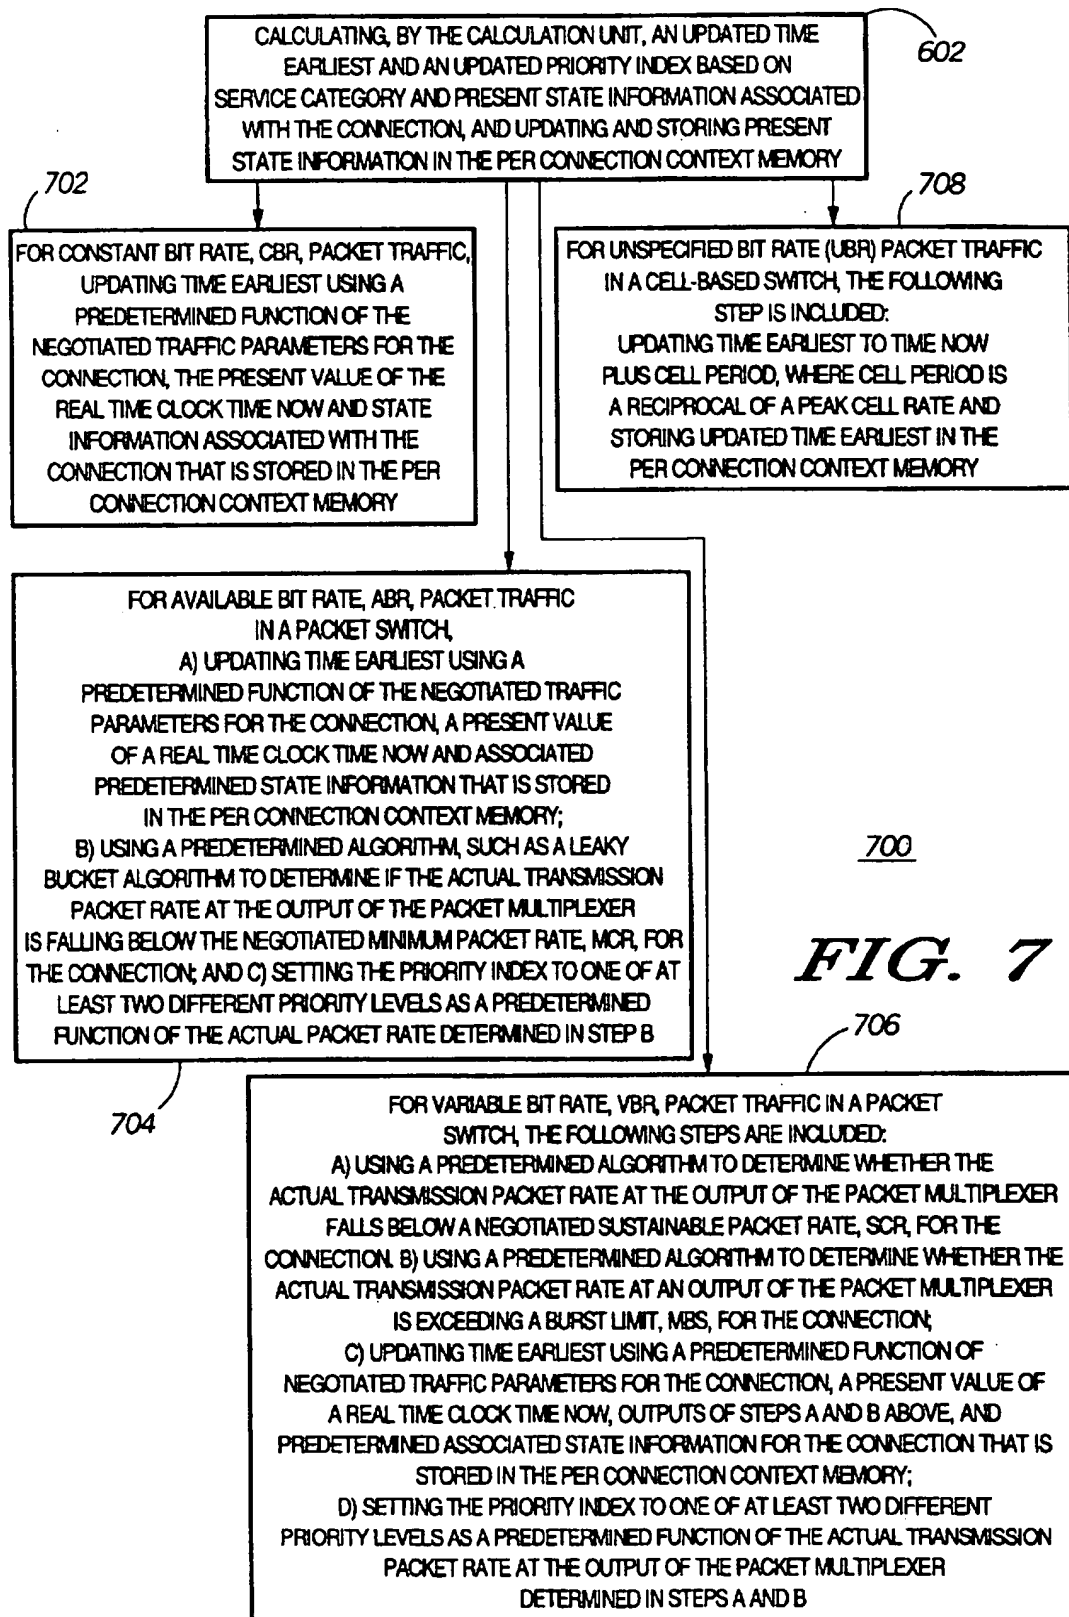 CALCULATING, BY THE CALCULATION UNIT, AN UPDATED TIME
EARLIEST AND AN UPDATED PRIORITY INDEX BASED ON
SERVICE CATEGORY AND PRESENT STATE INFORMATION ASSOCIATED
WITH THE CONNECTION, AND UPDATING AND STORING PRESENT
STATE INFORMATION IN THE PER CONNECTION CONTEXT MEMORY
602
702
FOR CONSTANT BIT RATE, CBR, PACKET TRAFFIC,
UPDATING TIME EARLIEST USING A
PREDETERMINED FUNCTION OF THE
NEGOTIATED TRAFFIC PARAMETERS FOR THE
CONNECTION, THE PRESENT VALUE OF THE
REAL TIME CLOCK TIME NOW AND STATE
INFORMATION ASSOCIATED WITH THE
CONNECTION THAT IS STORED IN THE PER
CONNECTION CONTEXT MEMORY
708
FOR UNSPECIFIED BIT RATE (UBR) PACKET TRAFFIC
IN A CELL-BASED SWITCH, THE FOLLOWING
STEP IS INCLUDED:
UPDATING TIME EARLIEST TO TIME NOW
PLUS CELL PERIOD, WHERE CELL PERIOD IS
A RECIPROCAL OF A PEAK CELL RATE AND
STORING UPDATED TIME EARLIEST IN THE
PER CONNECTION CONTEXT MEMORY
FOR AVAILABLE BIT RATE, ABR, PACKET TRAFFIC
IN A PACKET SWITCH,
A) UPDATING TIME EARLIEST USING A
PREDETERMINED FUNCTION OF THE NEGOTIATED TRAFFIC
PARAMETERS FOR THE CONNECTION, A PRESENT VALUE
OF A REAL TIME CLOCK TIME NOW AND ASSOCIATED
PREDETERMINED STATE INFORMATION THAT IS STORED
IN THE PER CONNECTION CONTEXT MEMORY;
B) USING A PREDETERMINED ALGORITHM, SUCH AS A LEAKY
BUCKET ALGORITHM TO DETERMINE IF THE ACTUAL TRANSMISSION
PACKET RATE AT THE OUTPUT OF THE PACKET MULTIPLEXER
IS FALLING BELOW THE NEGOTIATED MINIMUM PACKET RATE, MCR, FOR
THE CONNECTION; AND C) SETTING THE PRIORITY INDEX TO ONE OF AT
LEAST TWO DIFFERENT PRIORITY LEVELS AS A PREDETERMINED
FUNCTION OF THE ACTUAL PACKET RATE DETERMINED IN STEP B
704
700
FIG. 7
706
FOR VARIABLE BIT RATE, VBR, PACKET TRAFFIC IN A PACKET
SWITCH, THE FOLLOWING STEPS ARE INCLUDED:
A) USING A PREDETERMINED ALGORITHM TO DETERMINE WHETHER THE
ACTUAL TRANSMISSION PACKET RATE AT THE OUTPUT OF THE PACKET MULTIPLEXER
FALLS BELOW A NEGOTIATED SUSTAINABLE PACKET RATE, SCR, FOR THE
CONNECTION. B) USING A PREDETERMINED ALGORITHM TO DETERMINE WHETHER THE
ACTUAL TRANSMISSION PACKET RATE AT AN OUTPUT OF THE PACKET MULTIPLEXER
IS EXCEEDING A BURST LIMIT, MBS, FOR THE CONNECTION;
C) UPDATING TIME EARLIEST USING A PREDETERMINED FUNCTION OF
NEGOTIATED TRAFFIC PARAMETERS FOR THE CONNECTION, A PRESENT VALUE OF
A REAL TIME CLOCK TIME NOW, OUTPUTS OF STEPS A AND B ABOVE, AND
PREDETERMINED ASSOCIATED STATE INFORMATION FOR THE CONNECTION THAT IS
STORED IN THE PER CONNECTION CONTEXT MEMORY;
D) SETTING THE PRIORITY INDEX TO ONE OF AT LEAST TWO DIFFERENT
PRIORITY LEVELS AS A PREDETERMINED FUNCTION OF THE ACTUAL TRANSMISSION
PACKET RATE AT THE OUTPUT OF THE PACKET MULTIPLEXER
DETERMINED IN STEPS A AND B